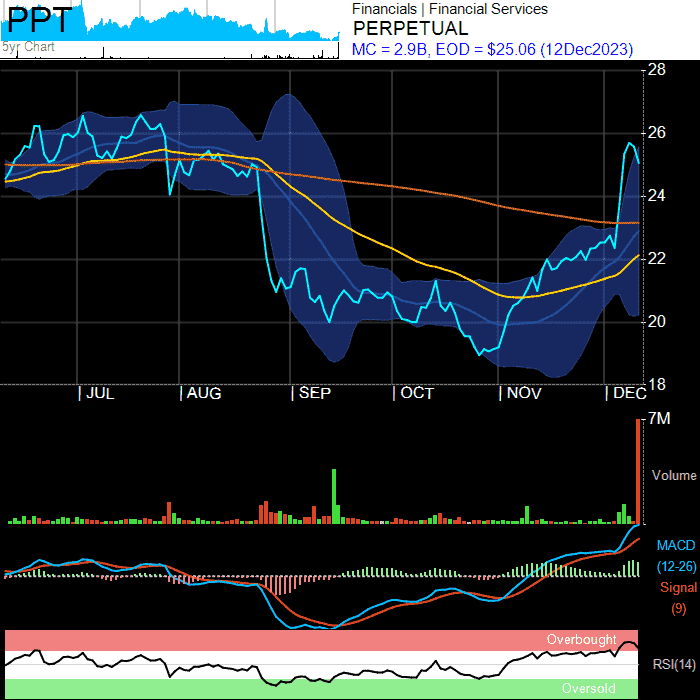 PPT
5yr Chart
Financials | Financial Services
PERPETUAL
MC = 2.9B, EOD = $25.06 (12Dec2023)
28
26
24
22
20
18
| JUL | AUG | SEP | OCT | NOV | DEC
7M
Volume
MACD
(12-26)
Signal
(9)
Overbought
RSI(14)
Oversold